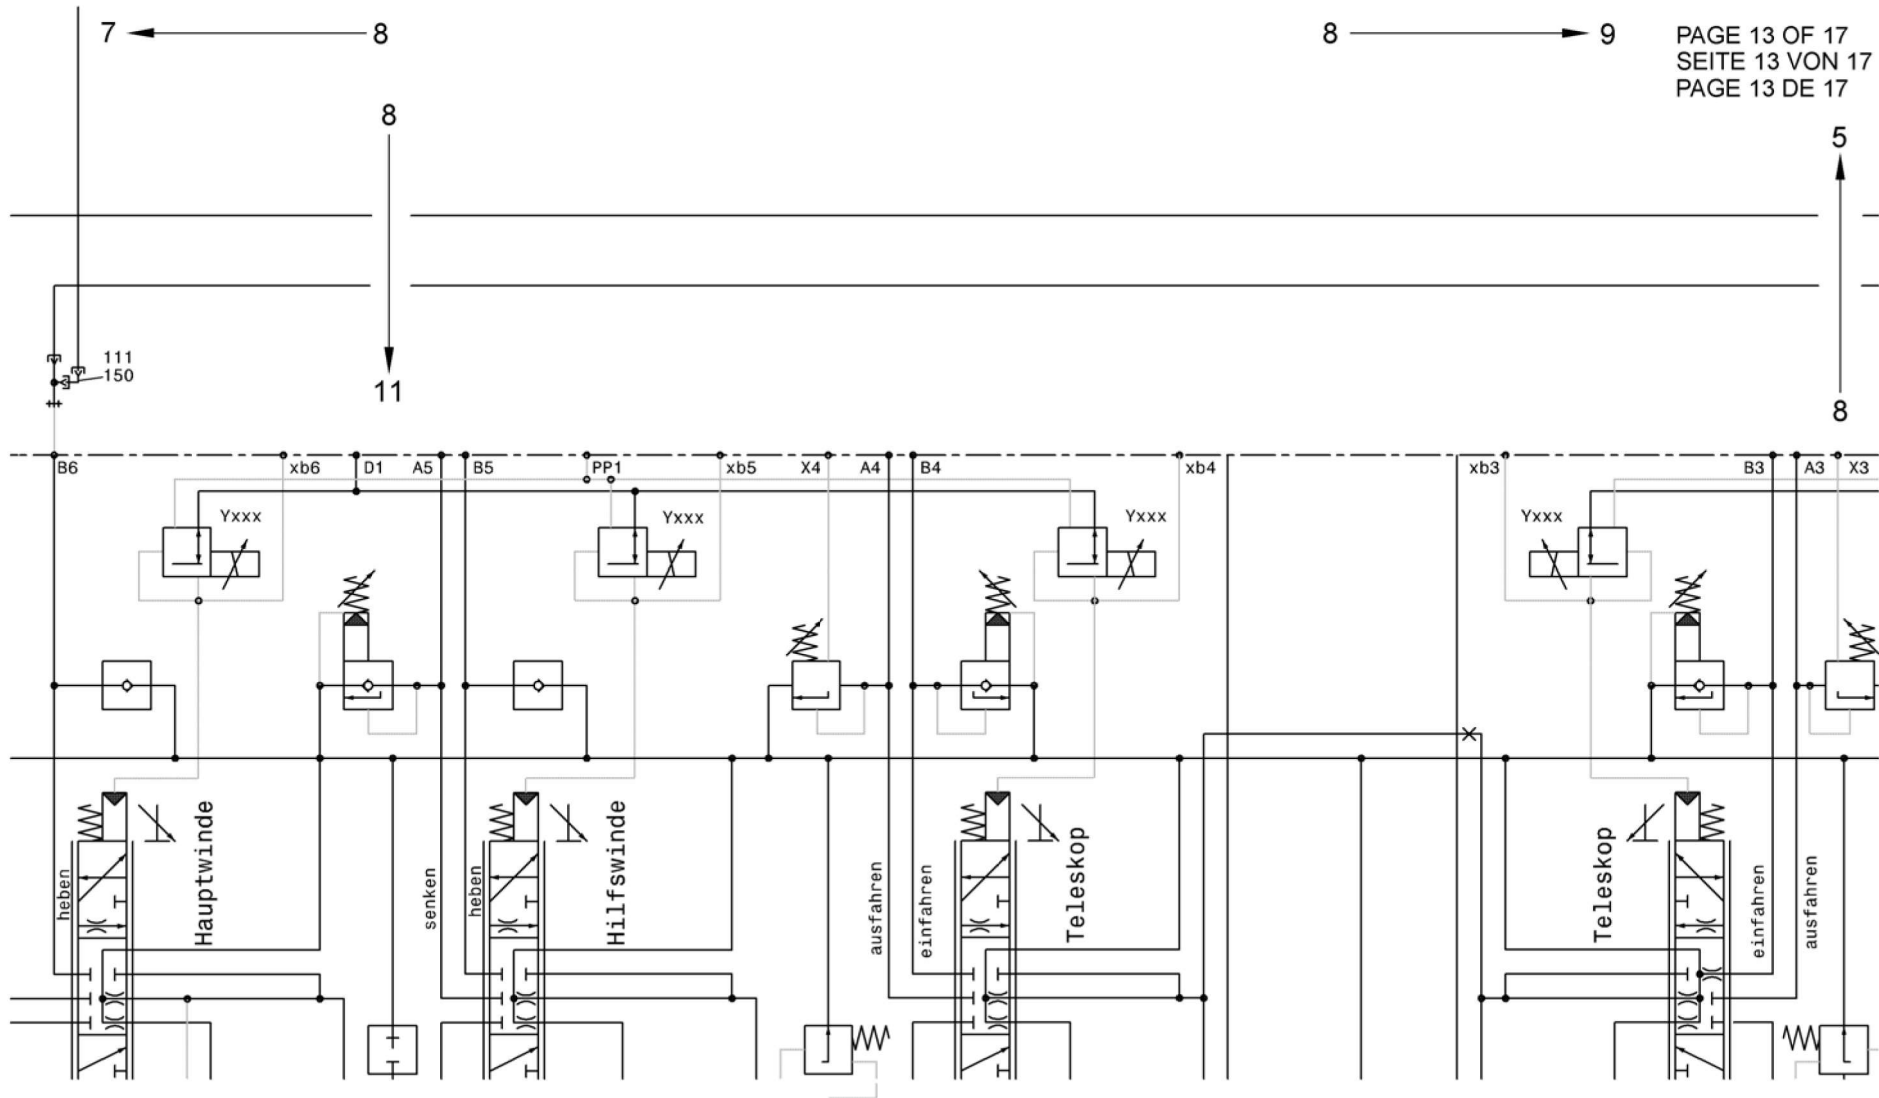 7
8
8
9
PAGE 13 OF 17
SEITE 13 VON 17
PAGE 13 DE 17
8
5
111
150
11
8
B6
xb6
D1
A5
B5
PP1
xb5
X4
A4
B4
xb4
xb3
B3
A3
X3
Yxxx
Yxxx
Yxxx
Yxxx
heben
Hauptwinde
senken
heben
Hilfswinde
ausfahren
einfahren
Teleskop
Teleskop
einfahren
ausfahren